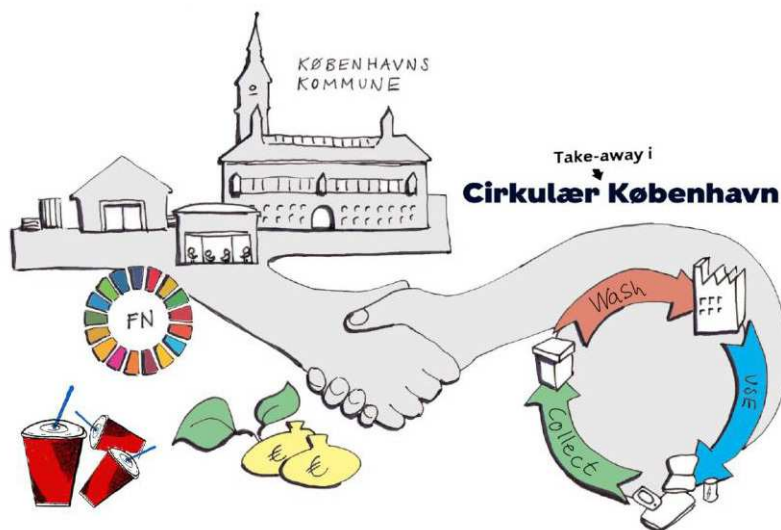 KØBENHAVNS
KOMMUNE
Take-away i
Cirkulær København
FN
Wash
USE
Collect
€
€